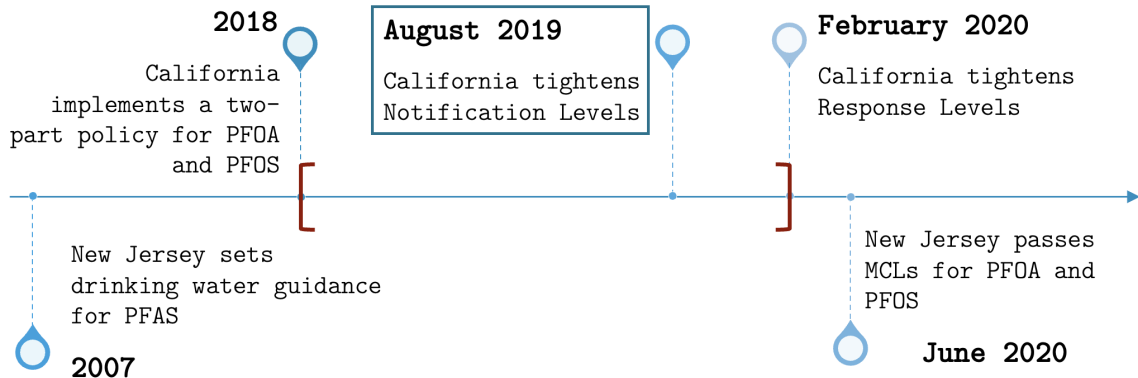 2018
California
implements a two-
part policy for PFOA
and PFOS
August 2019
California tightens
Notification Levels
February 2020
California tightens
Response Levels
New Jersey sets
drinking water guidance
for PFAS
2007
New Jersey passes
MCLs for PFOA and
PFOS
June 2020